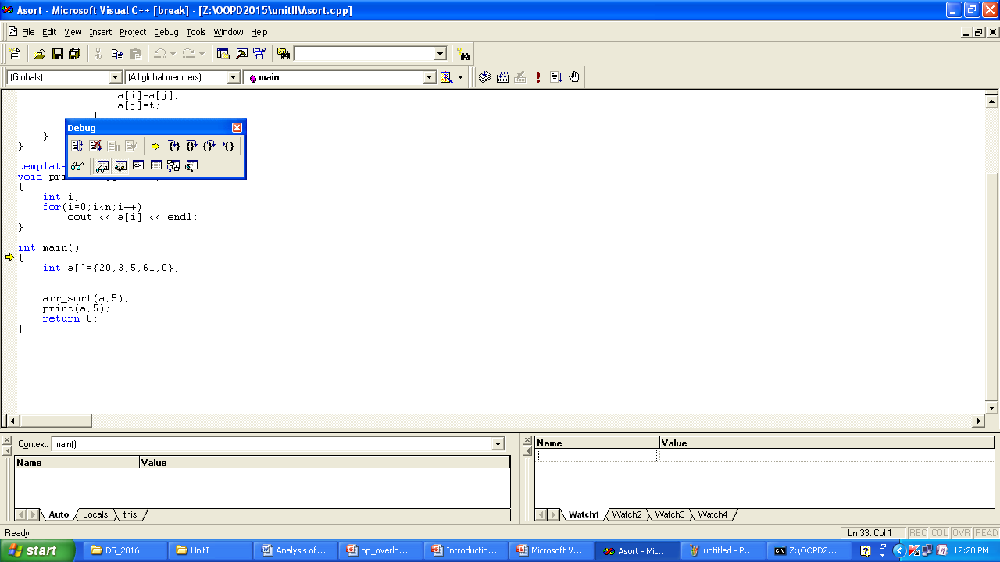 Asort - Microsoft Visual C++ [break] - [Z:\OOPD2015\unitII\Asort.cpp]
File Edit View Insert Project Debug Tools Window Help
(Globals) (All global members) main
a[i]=a[j];
a[j]=t;
}
Debug
}
}
template
void pri
{
int i;
for(i=0;i<n;i++)
cout << a[i] << endl;
}
int main()
{
int a[]={20,3,5,61,0};
arr_sort(a,5);
print(a,5);
return 0;
}
Context: main()
Name Value
Auto Locals this
Name Value
Watch1 Watch2 Watch3 Watch4
Ready Ln 33, Col 1 REC COL OVR READ
start DS_2016 UnitI Analysis of... op_overlo... Introductio... Microsoft V... Asort - Mic... untitled - P... Z:\OOPD2... 12:20 PM